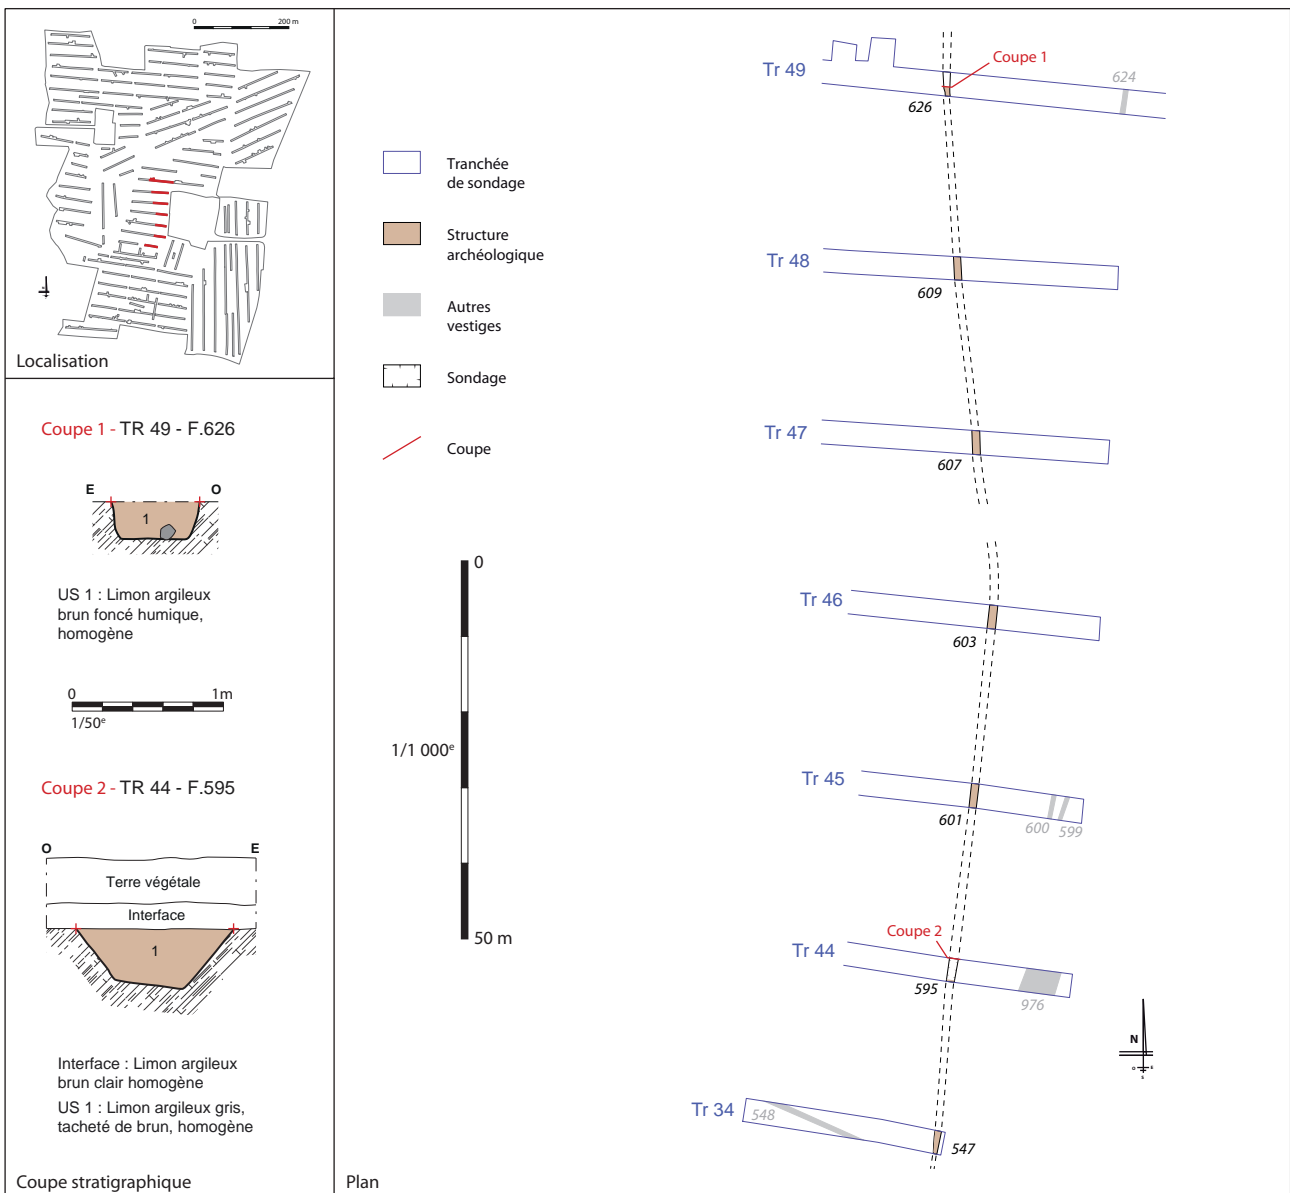 0 200 m
Localisation
Coupe 1 - TR 49 - F.626
E O
1
US 1 : Limon argileux
brun foncé humique,
homogène
0 1m
1/50e
Coupe 2 - TR 44 - F.595
O E
Terre végétale
Interface
1
Interface : Limon argileux
brun clair homogène
US 1 : Limon argileux gris,
tacheté de brun, homogène
Coupe stratigraphique
Tranchée
de sondage
Structure
archéologique
Autres
vestiges
Sondage
Coupe
0
1/1 000e
50 m
Plan
Tr 49
Coupe 1
624
626
Tr 48
609
Tr 47
607
Tr 46
603
Tr 45
601
600
599
Coupe 2
Tr 44
595
976
N
O E
S
Tr 34
548
547